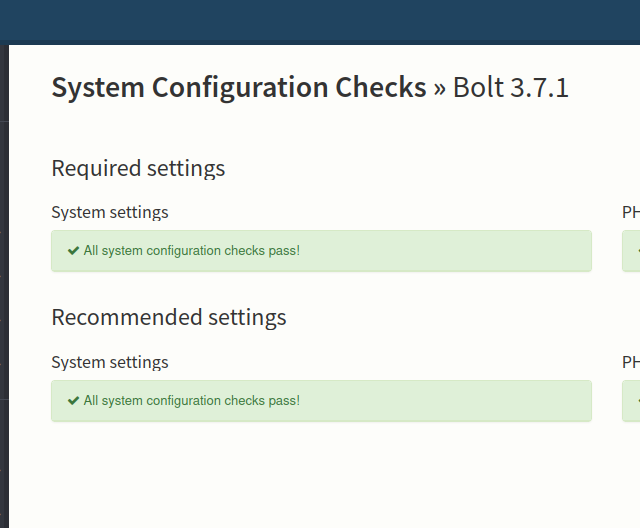 System Configuration Checks » Bolt 3.7.1
Required settings
System settings
PH
✔ All system configuration checks pass!
Recommended settings
System settings
PH
✔ All system configuration checks pass!